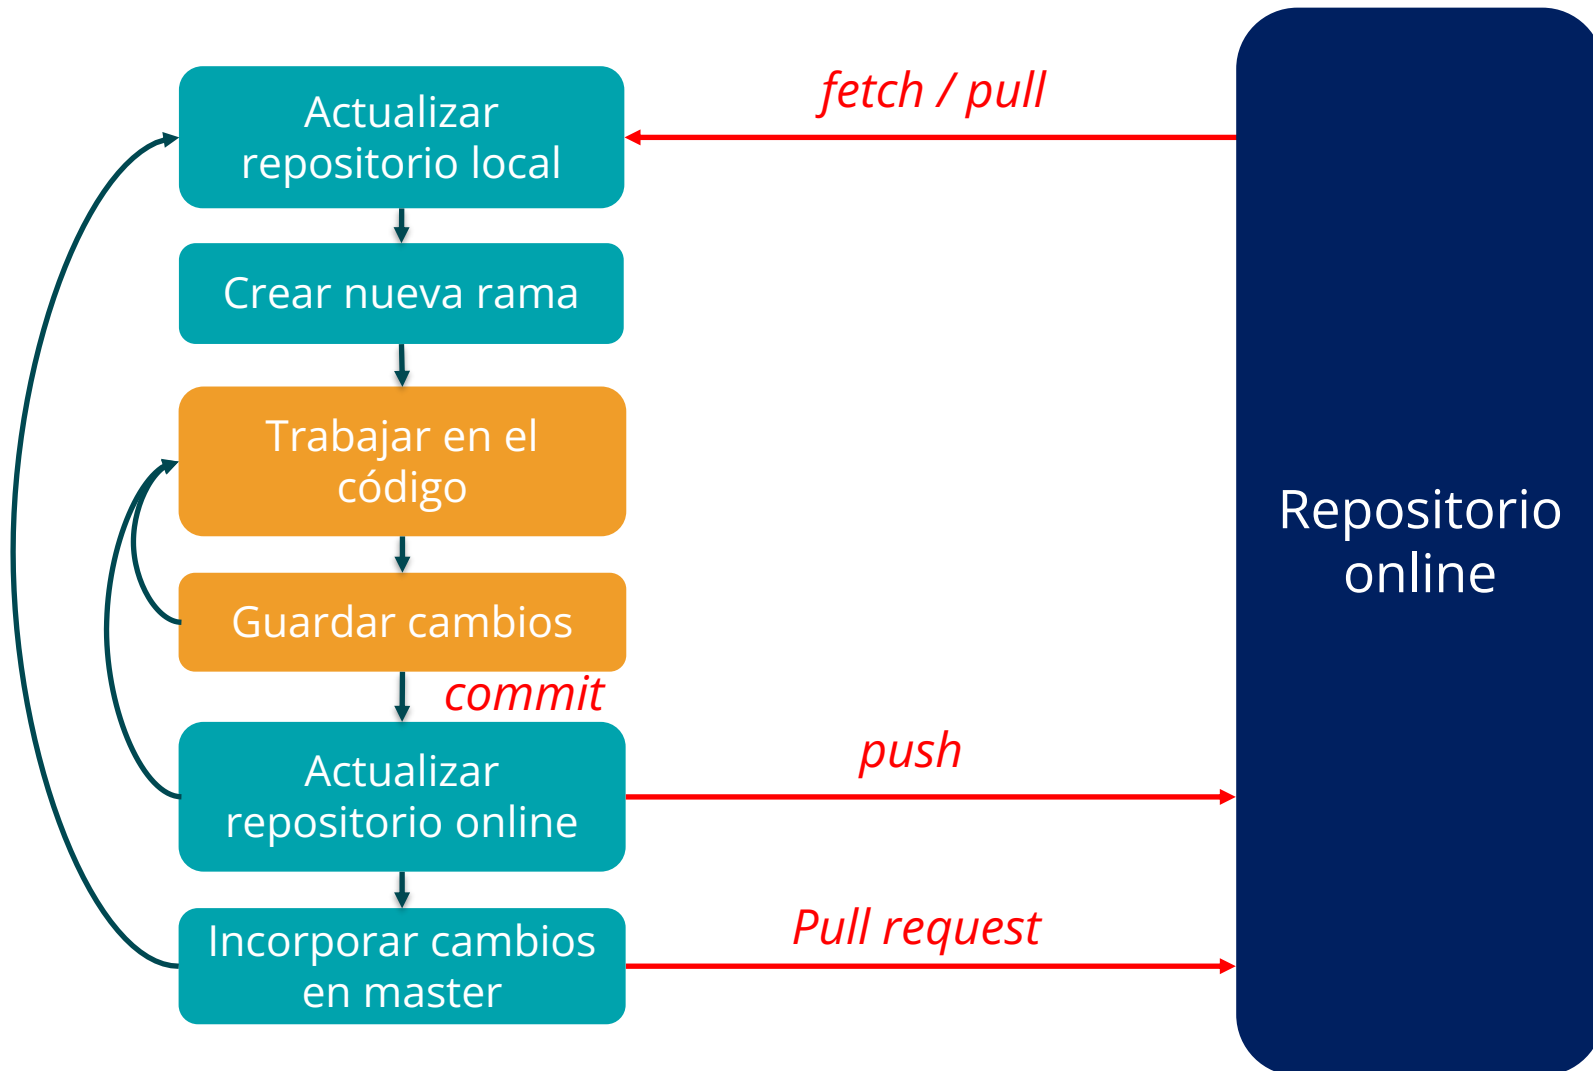 Actualizar
repositorio local
fetch / pull
Crear nueva rama
Trabajar en el
código
Guardar cambios
commit
Actualizar
repositorio online
push
Incorporar cambios
en master
Pull request
Repositorio
online